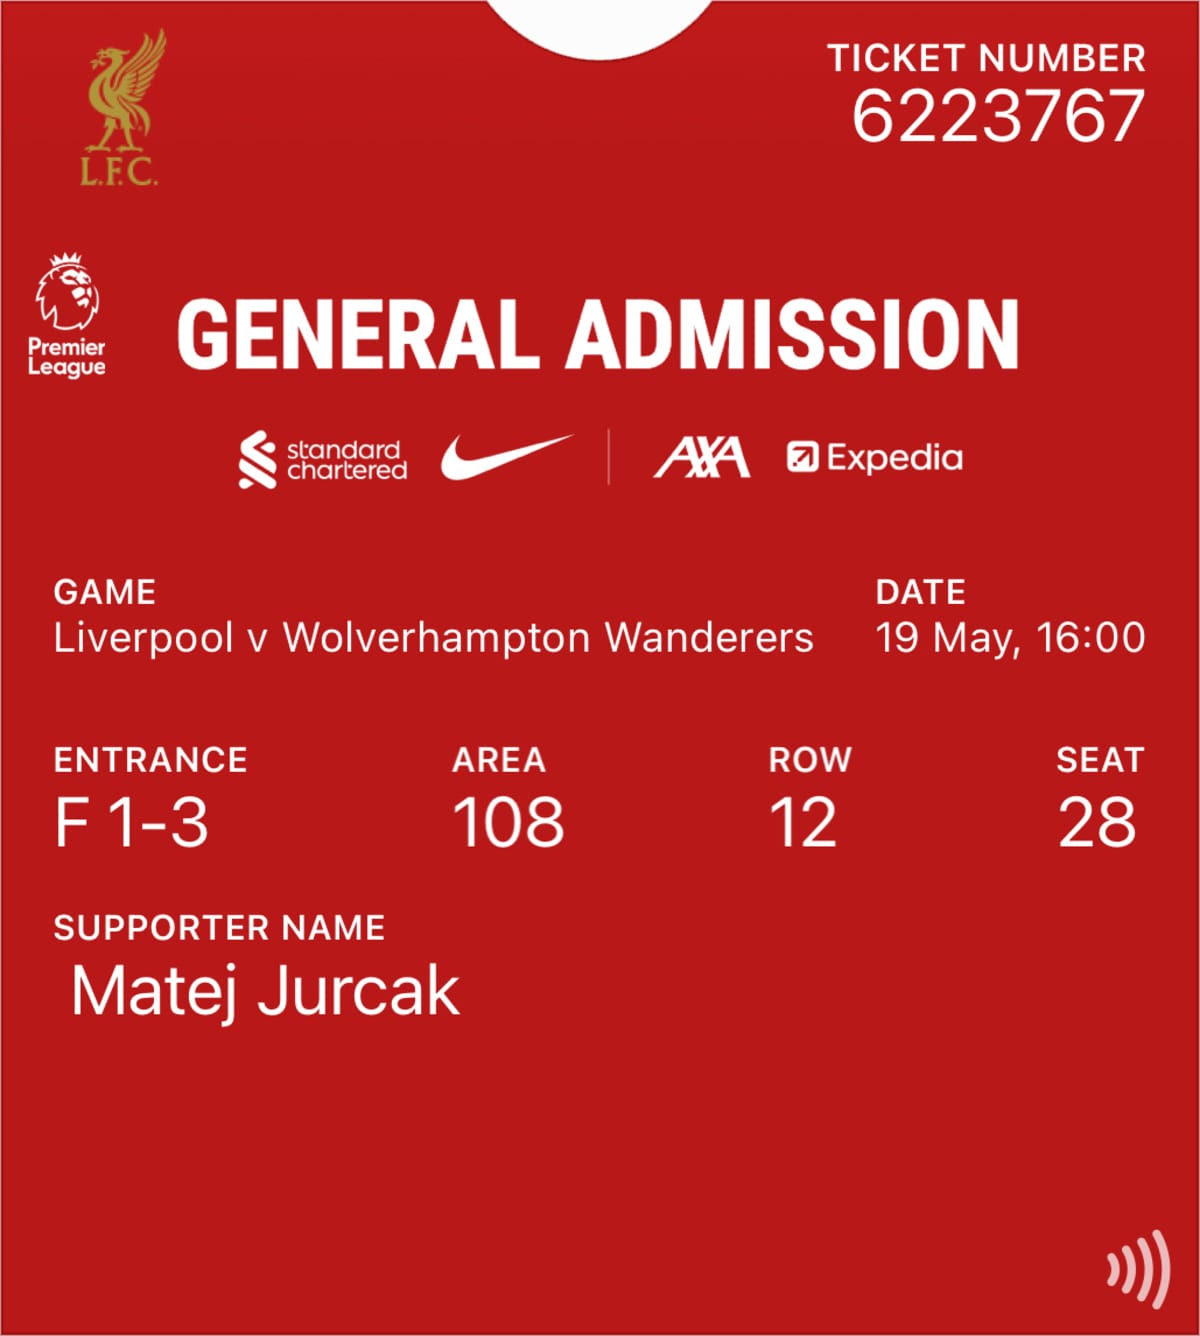 L.F.C.
TICKET NUMBER
6223767
Premier
League
GENERAL ADMISSION
standard
chartered
AXA
Expedia
GAME
Liverpool v Wolverhampton Wanderers
DATE
19 May, 16:00
ENTRANCE
F 1-3
AREA
108
ROW
12
SEAT
28
SUPPORTER NAME
Matej Jurcak